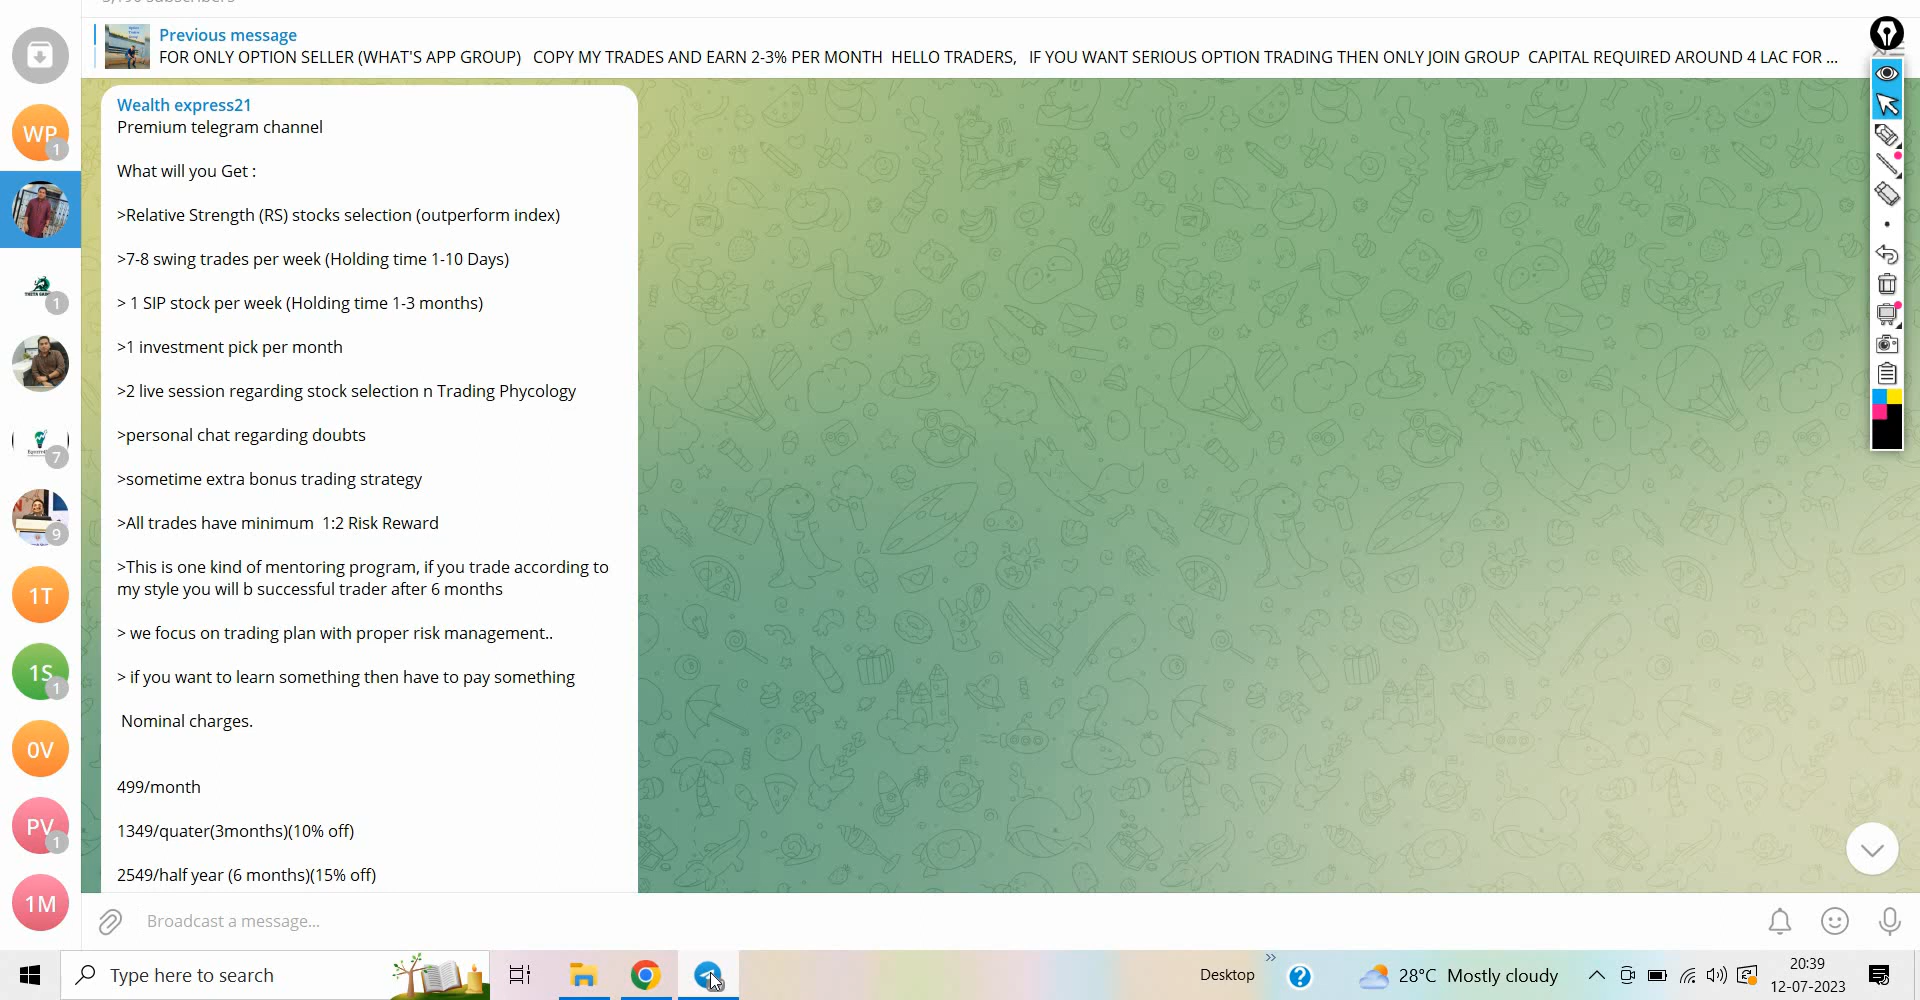 Previous message
FOR ONLY OPTION SELLER (WHAT'S APP GROUP) COPY MY TRADES AND EARN 2-3% PER MONTH HELLO TRADERS, IF YOU WANT SERIOUS OPTION TRADING THEN ONLY JOIN GROUP CAPITAL REQUIRED AROUND 4 LAC FOR ...
Wealth express21
Premium telegram channel
What will you Get :
>Relative Strength (RS) stocks selection (outperform index)
>7-8 swing trades per week (Holding time 1-10 Days)
> 1 SIP stock per week (Holding time 1-3 months)
>1 investment pick per month
>2 live session regarding stock selection n Trading Phycology
>personal chat regarding doubts
>sometime extra bonus trading strategy
>All trades have minimum 1:2 Risk Reward
>This is one kind of mentoring program, if you trade according to
my style you will b successful trader after 6 months
> we focus on trading plan with proper risk management..
> if you want to learn something then have to pay something
Nominal charges.
499/month
1349/quater(3months)(10% off)
2549/half year (6 months)(15% off)
WP
1
1
7
9
1T
1S
1
0V
PV
1
1M
Broadcast a message...
Type here to search
Desktop
28°C Mostly cloudy
20:39
12-07-2023